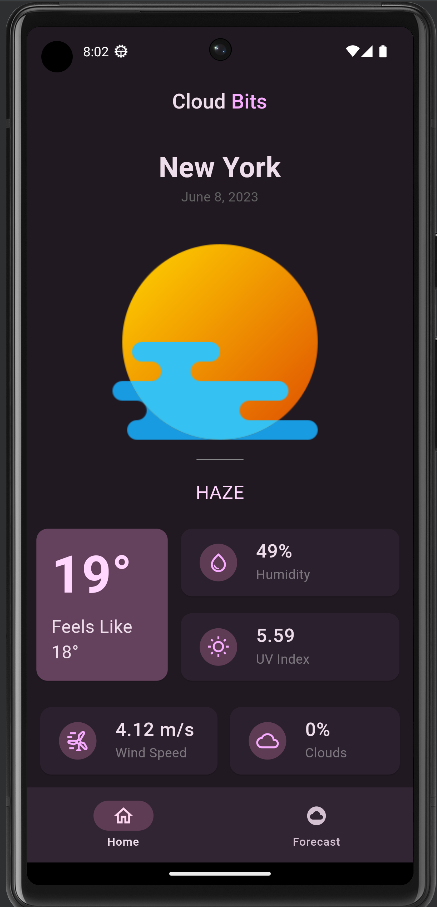 8:02
Cloud Bits
New York
June 8, 2023
HAZE
19°
Feels Like
18°
49%
Humidity
5.59
UV Index
4.12 m/s
Wind Speed
0%
Clouds
Home
Forecast